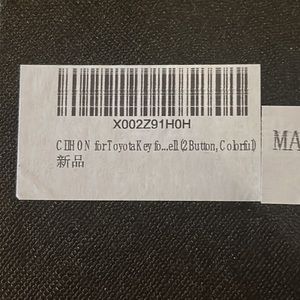 X002Z91H0H
CIIHON for Toyota Key fo...ell (2 Button, Colorful)
新品
MA